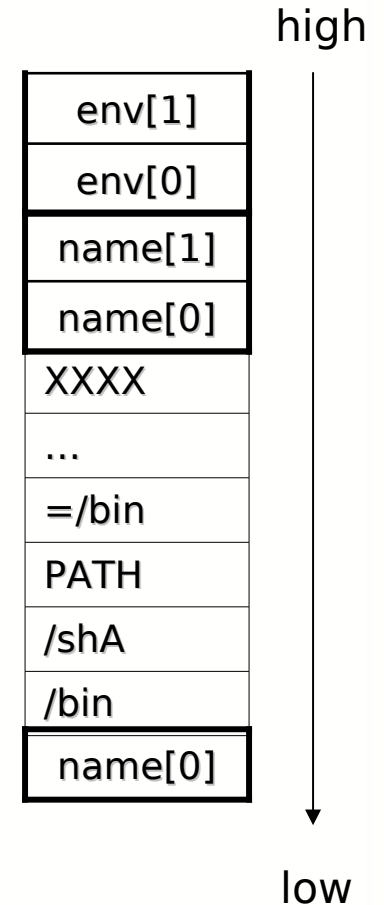 high
env[1]
env[0]
name[1]
name[0]
XXXX
...
=/bin
PATH
/shA
/bin
name[0]
low